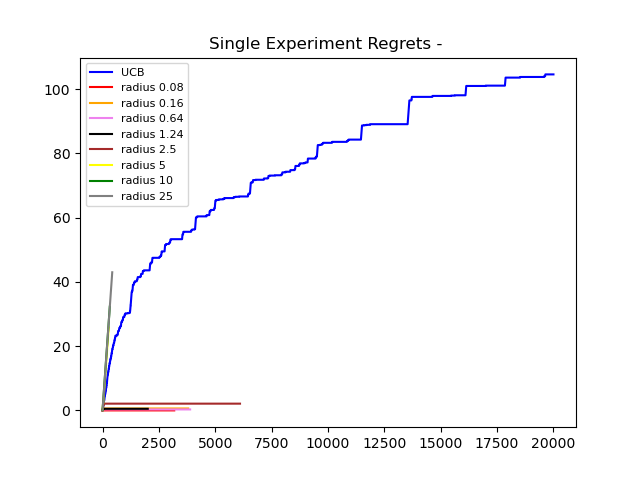 Single Experiment Regrets -
UCB
radius 0.08
radius 0.16
radius 0.64
radius 1.24
radius 2.5
radius 5
radius 10
radius 25
100
80
60
40
20
0
0 2500 5000 7500 10000 12500 15000 17500 20000